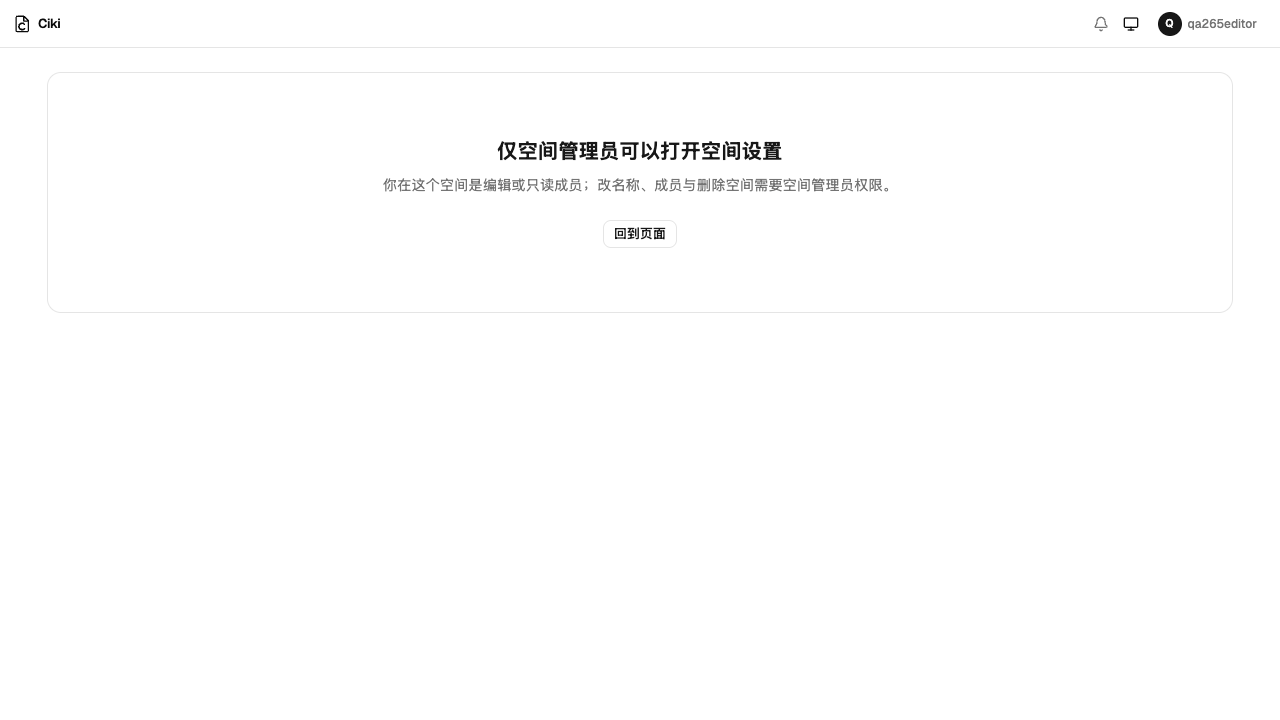 Ciki
Q qa265editor
仅空间管理员可以打开空间设置
你在这个空间是编辑或只读成员；改名称、成员与删除空间需要空间管理员权限。
回到页面